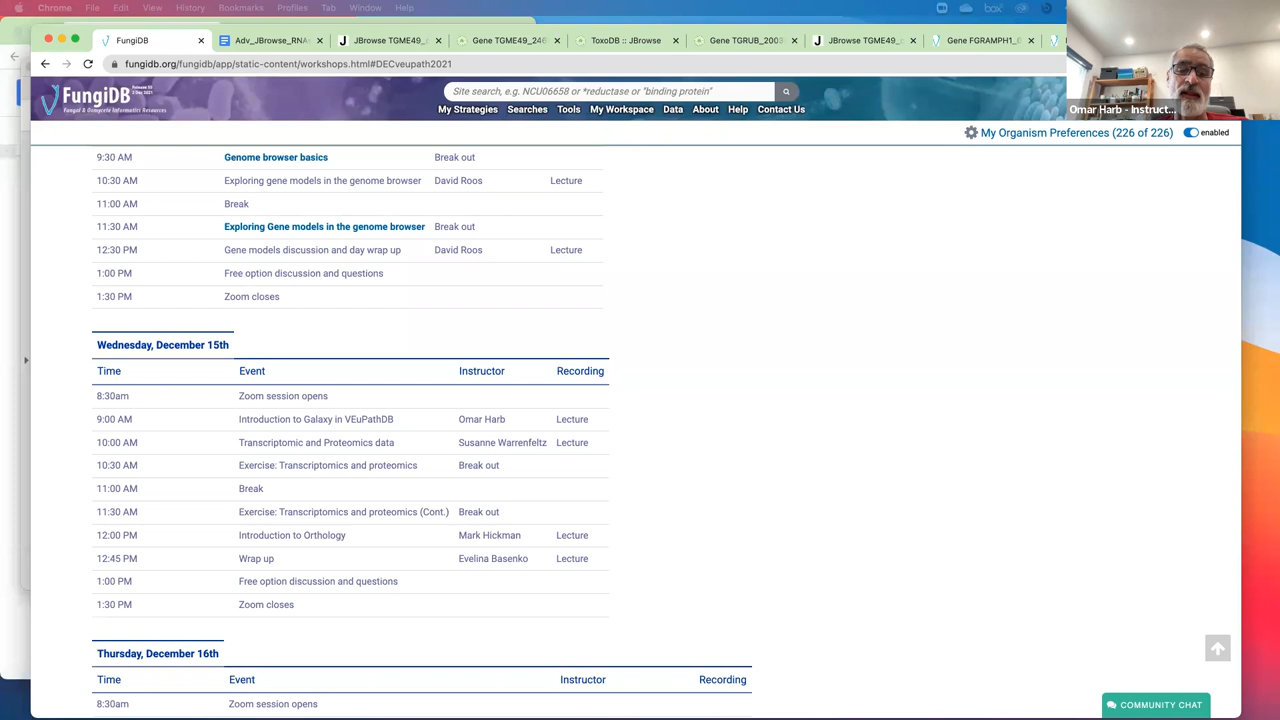 Chrome File Edit View History Bookmarks Profiles Tab Window Help
FungiDB
Adv_JBrowse_RNA
JBrowse TGME49_
Gene TGME49_246
ToxoDB :: JBrowse
Gene TGRUB_2003
JBrowse TGME49_
Gene FGRAMPH1_
fungidb.org/fungidb/app/static-content/workshops.html#DECveupath2021
FungiDB
Fungal & Oomycete Informatics Resources
Site search, e.g. NCU06658 or *reductase or "binding protein"
My Strategies Searches Tools My Workspace Data About Help Contact Us
Omar Harb - Instruct...
My Organism Preferences (226 of 226) enabled
9:30 AM Genome browser basics Break out
10:30 AM Exploring gene models in the genome browser David Roos Lecture
11:00 AM Break
11:30 AM Exploring Gene models in the genome browser Break out
12:30 PM Gene models discussion and day wrap up David Roos Lecture
1:00 PM Free option discussion and questions
1:30 PM Zoom closes
Wednesday, December 15th
Time Event Instructor Recording
8:30am Zoom session opens
9:00 AM Introduction to Galaxy in VEuPathDB Omar Harb Lecture
10:00 AM Transcriptomic and Proteomics data Susanne Warrenfeltz Lecture
10:30 AM Exercise: Transcriptomics and proteomics Break out
11:00 AM Break
11:30 AM Exercise: Transcriptomics and proteomics (Cont.) Break out
12:00 PM Introduction to Orthology Mark Hickman Lecture
12:45 PM Wrap up Evelina Basenko Lecture
1:00 PM Free option discussion and questions
1:30 PM Zoom closes
Thursday, December 16th
Time Event Instructor Recording
8:30am Zoom session opens
COMMUNITY CHAT